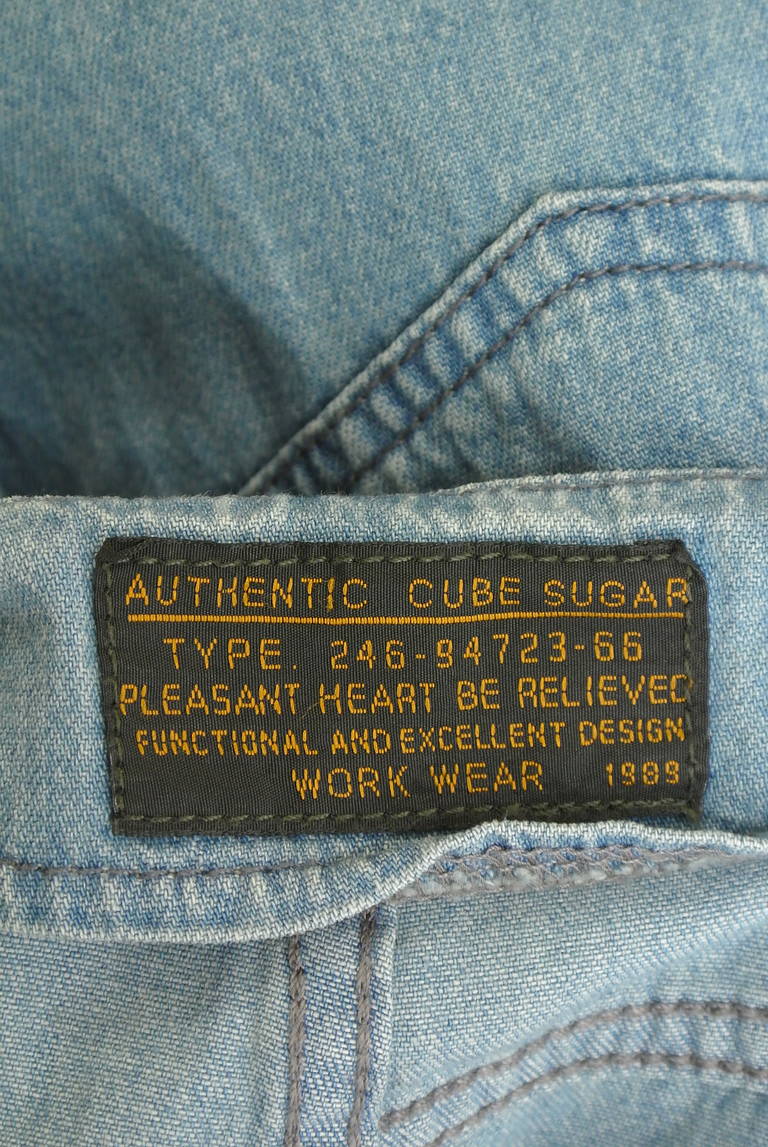 AUTHENTIC CUBE SUGAR
TYPE. 246-94723-66
PLEASANT HEART BE RELIEVED
FUNCTIONAL AND EXCELLENT DESIGN
WORK WEAR 1989